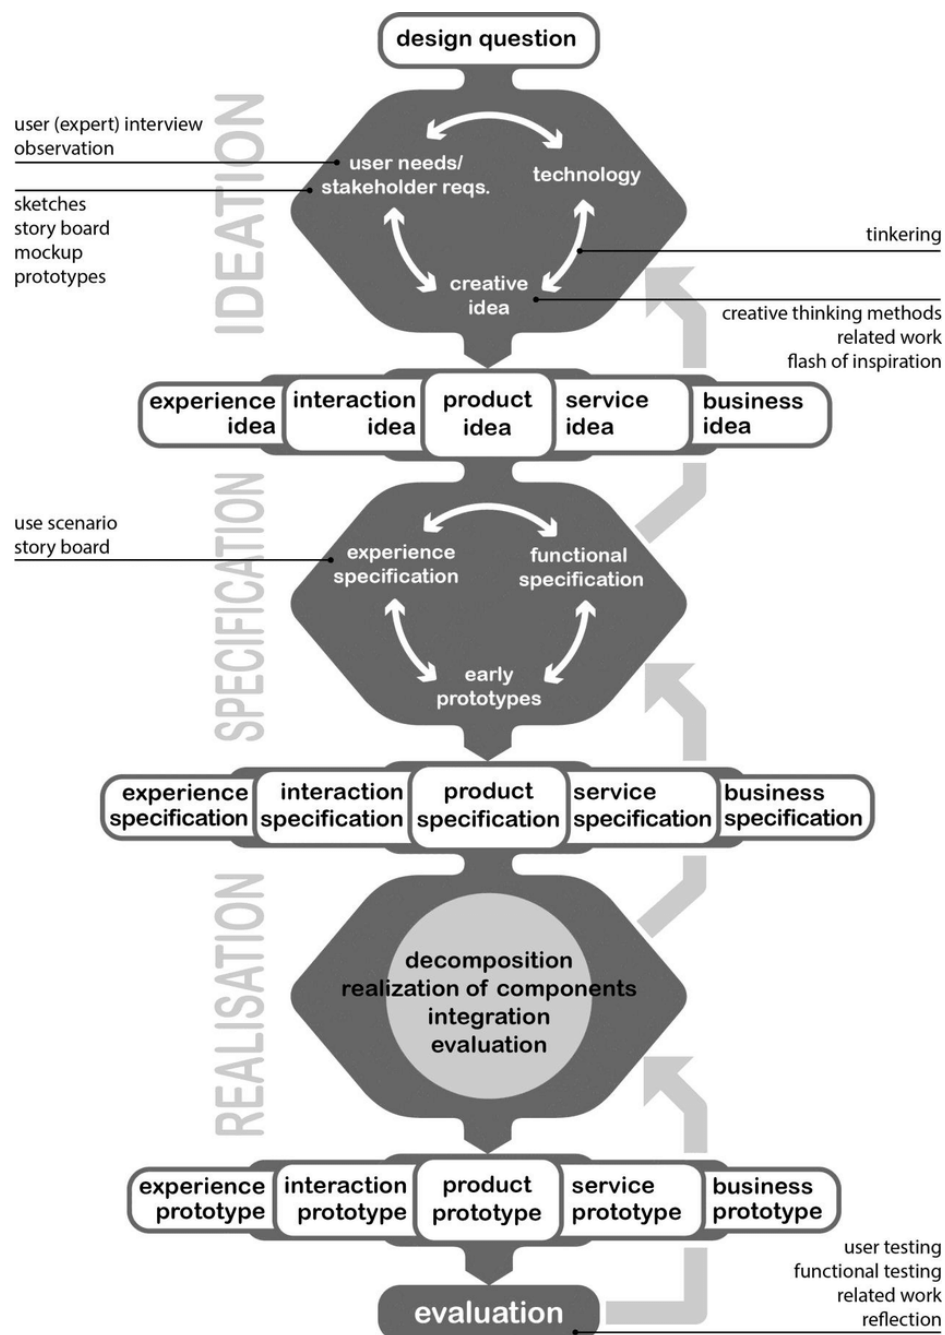 design question
IDEATION
user (expert) interview
observation
sketches
story board
mockup
prototypes
user needs/
stakeholder reqs.
technology
creative
idea
tinkering
creative thinking methods
related work
flash of inspiration
experience
idea
interaction
idea
product
idea
service
idea
business
idea
SPECIFICATION
use scenario
story board
experience
specification
functional
specification
early
prototypes
experience
specification
interaction
specification
product
specification
service
specification
business
specification
REALISATION
decomposition
realization of components
integration
evaluation
experience
prototype
interaction
prototype
product
prototype
service
prototype
business
prototype
evaluation
user testing
functional testing
related work
reflection